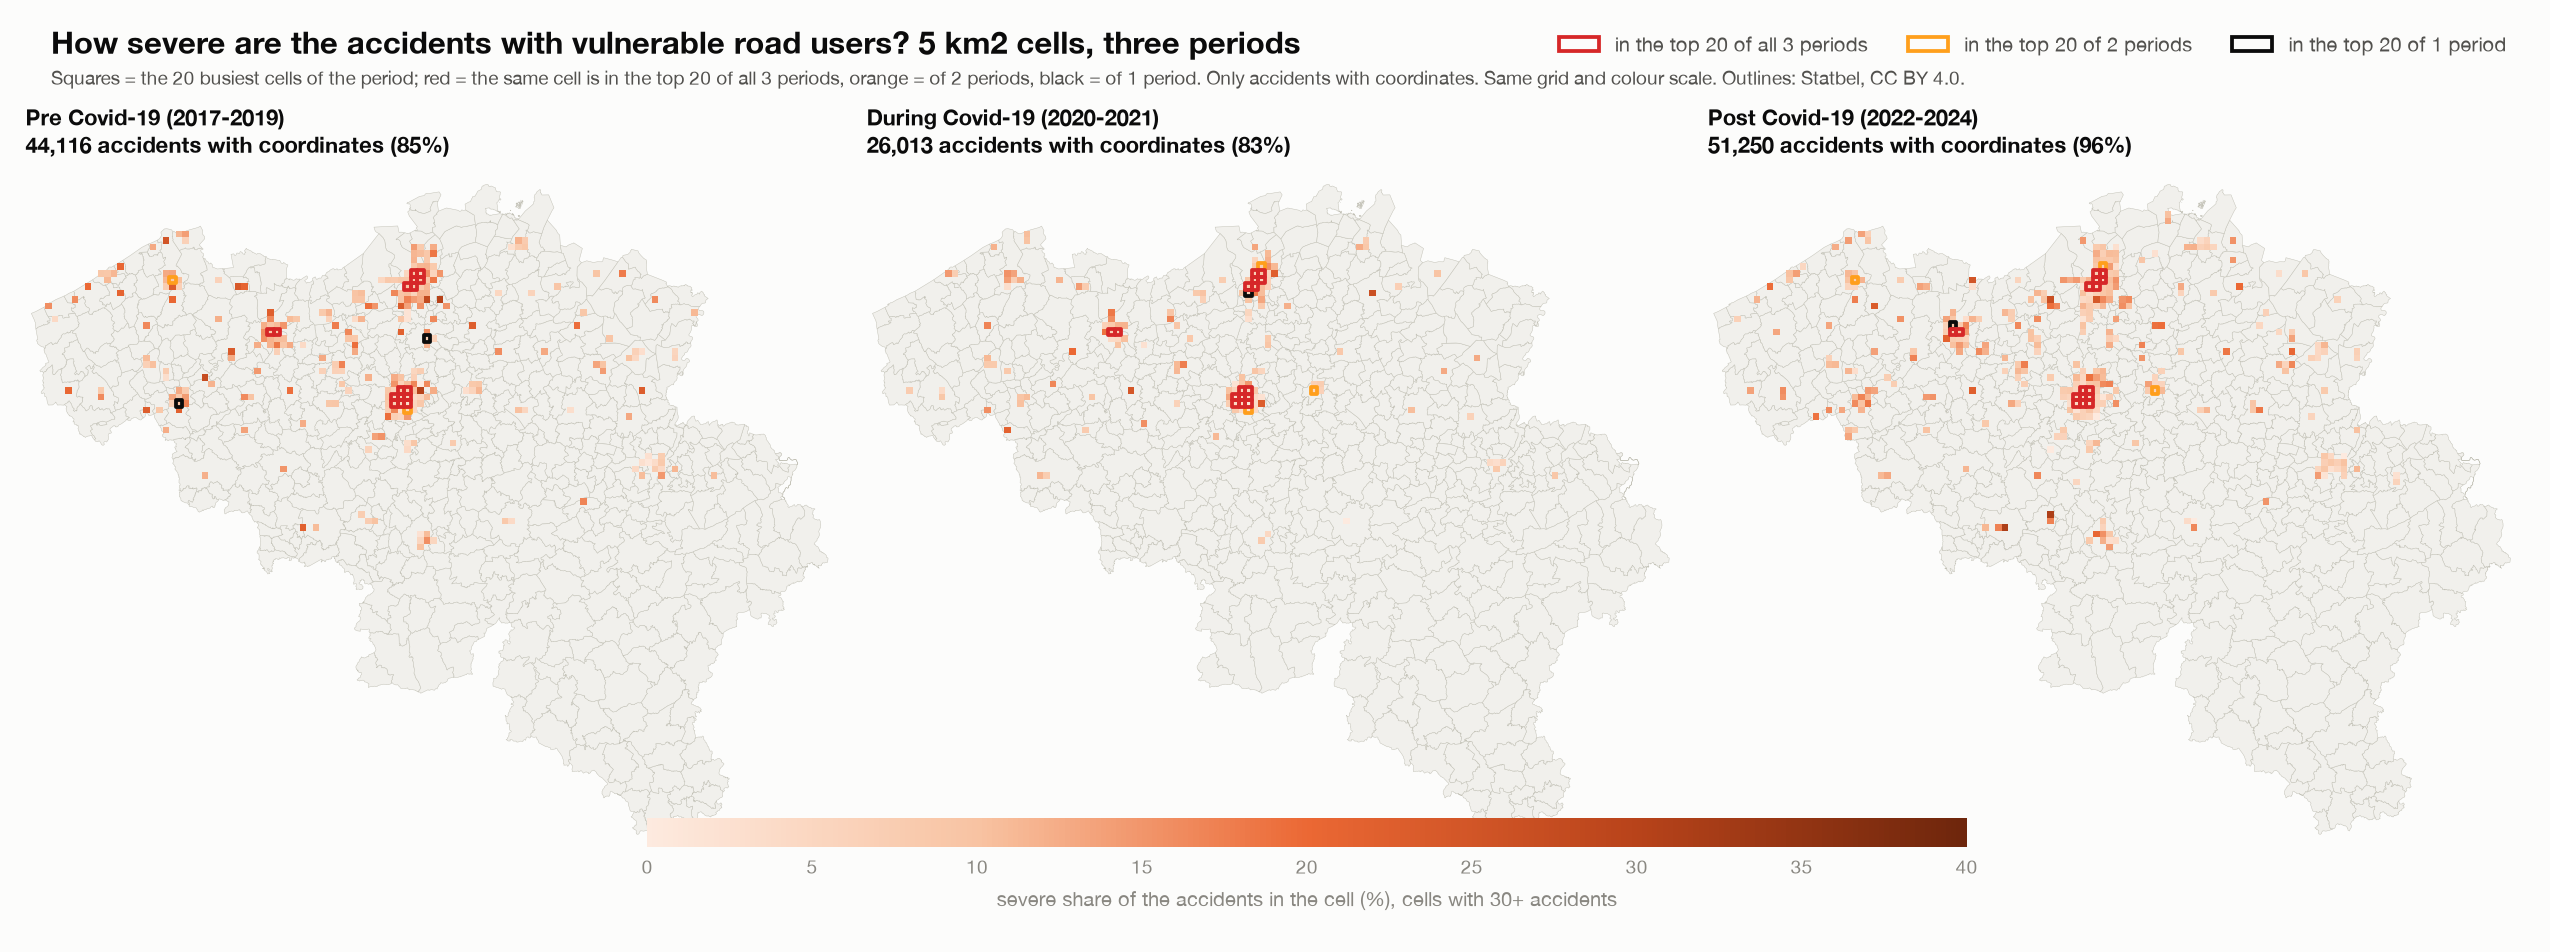 How severe are the accidents with vulnerable road users? 5 km2 cells, three periods
in the top 20 of all 3 periods
in the top 20 of 2 periods
in the top 20 of 1 period
Squares = the 20 busiest cells of the period; red = the same cell is in the top 20 of all 3 periods, orange = of 2 periods, black = of 1 period. Only accidents with coordinates. Same grid and colour scale. Outlines: Statbel, CC BY 4.0.
Pre Covid-19 (2017-2019)
44,116 accidents with coordinates (85%)
During Covid-19 (2020-2021)
26,013 accidents with coordinates (83%)
Post Covid-19 (2022-2024)
51,250 accidents with coordinates (96%)
0 5 10 15 20 25 30 35 40
severe share of the accidents in the cell (%), cells with 30+ accidents